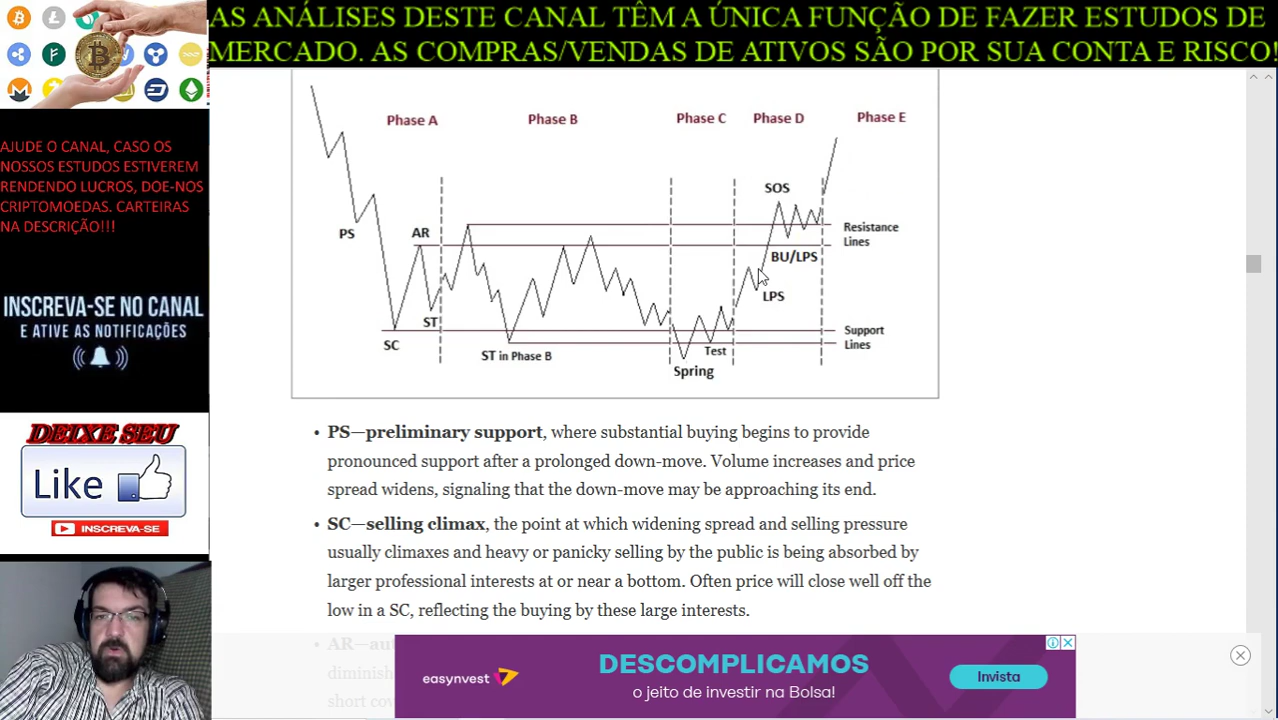 AS ANÁLISES DESTE CANAL TÊM A ÚNICA FUNÇÃO DE FAZER ESTUDOS DE
MERCADO. AS COMPRAS/VENDAS DE ATIVOS SÃO POR SUA CONTA E RISCO!
AJUDE O CANAL, CASO OS
NOSSOS ESTUDOS ESTIVEREM
RENDENDO LUCROS, DOE-NOS
CRIPTOMOEDAS. CARTEIRAS
NA DESCRIÇÃO!!!
INSCREVA-SE NO CANAL
E ATIVE AS NOTIFICAÇÕES
DEIXE SEU
Like
INSCREVA-SE
Phase A
Phase B
Phase C
Phase D
Phase E
PS
AR
SC
ST
ST in Phase B
Spring
Test
SOS
BU/LPS
LPS
Resistance
Lines
Support
Lines
• PS—preliminary support, where substantial buying begins to provide
pronounced support after a prolonged down-move. Volume increases and price
spread widens, signaling that the down-move may be approaching its end.
• SC—selling climax, the point at which widening spread and selling pressure
usually climaxes and heavy or panicky selling by the public is being absorbed by
larger professional interests at or near a bottom. Often price will close well off the
low in a SC, reflecting the buying by these large interests.
• AR—aut
diminish
short cov
easynvest
DESCOMPLICAMOS
o jeito de investir na Bolsa!
Invista